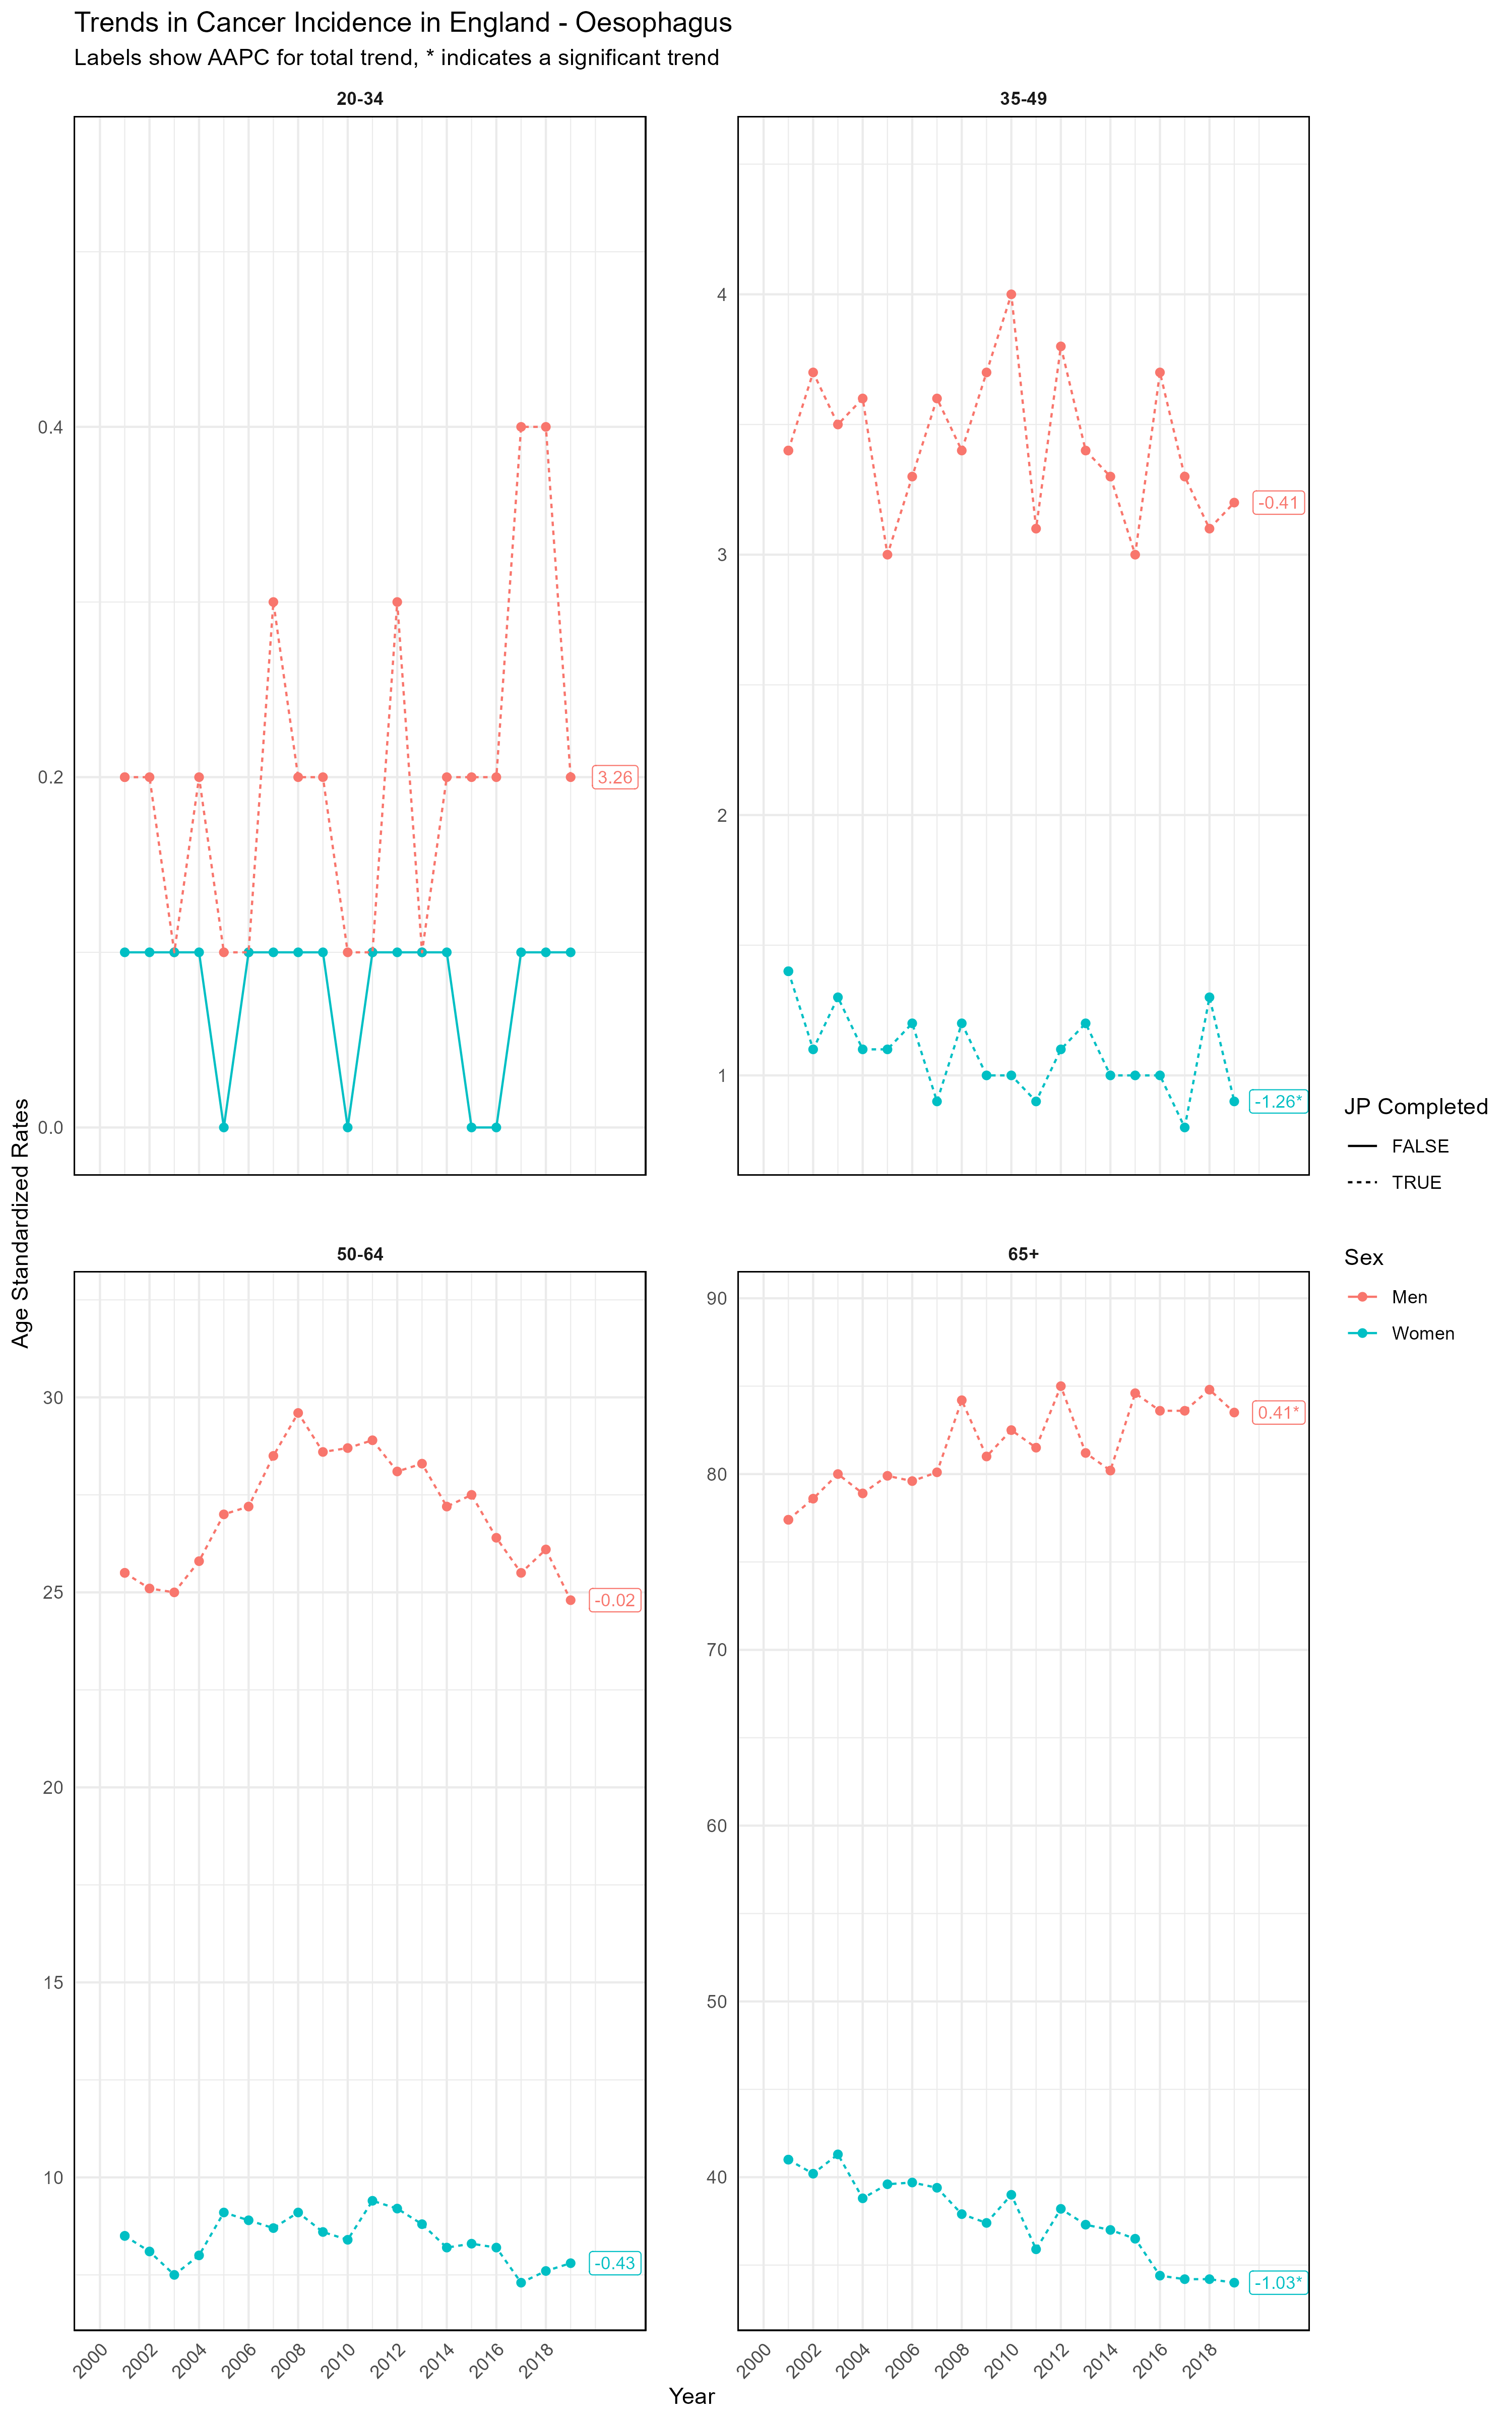 Trends in Cancer Incidence in England - Oesophagus
Labels show AAPC for total trend, * indicates a significant trend
20-34
0.4
0.2
0.0
3.26
35-49
4
3
2
1
-0.41
-1.26*
50-64
30
25
20
15
10
-0.02
-0.43
2000 2002 2004 2006 2008 2010 2012 2014 2016 2018
65+
90
80
70
60
50
40
0.41*
-1.03*
2000 2002 2004 2006 2008 2010 2012 2014 2016 2018
Age Standardized Rates
Year
JP Completed
FALSE
TRUE
Sex
Men
Women